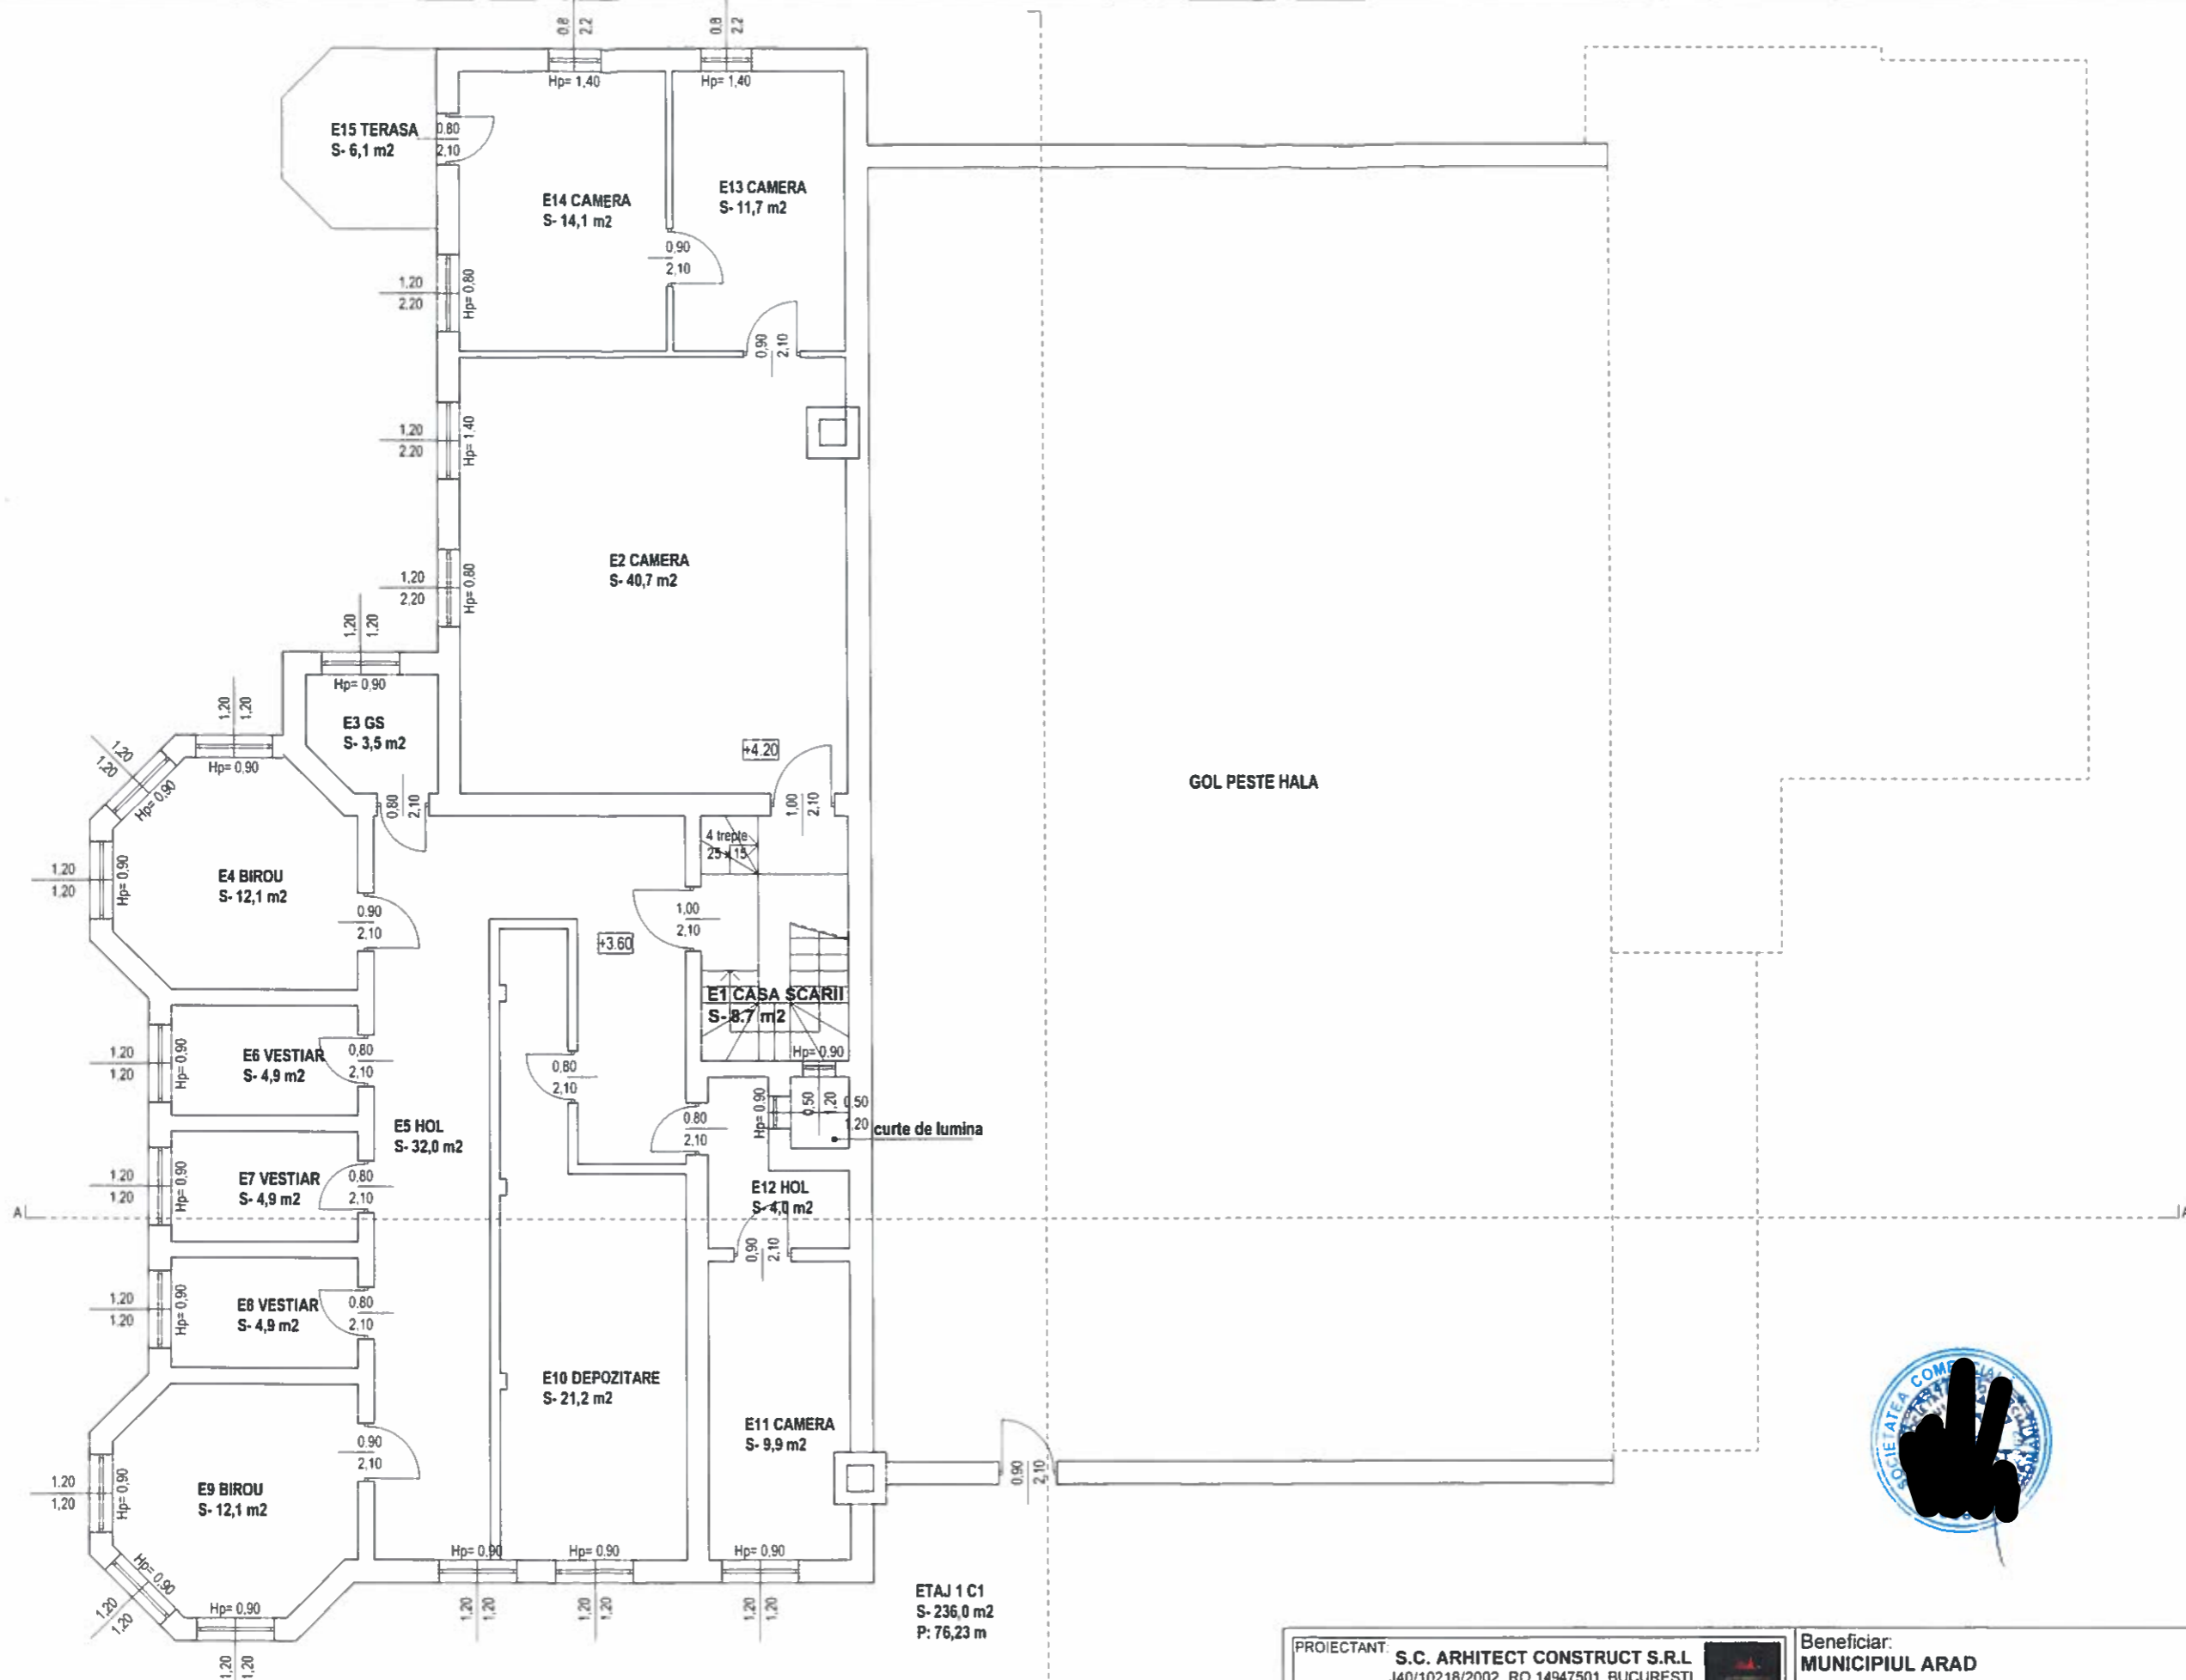 0,8
2,2
0,8
2,2
Hp= 1,40
Hp= 1,40
E15 TERASA
S- 6,1 m2
0,80
2,10
E14 CAMERA
S- 14,1 m2
E13 CAMERA
S- 11,7 m2
0,90
2,10
1,20
2,20
Hp= 0,80
0,90
2,10
1,20
2,20
Hp= 1,40
E2 CAMERA
S- 40,7 m2
1,20
2,20
Hp= 0,80
1,20
1,20
Hp= 0,90
1,20
1,20
E3 GS
S- 3,5 m2
+4.20
1,20
1,20
Hp= 0,90
Hp= 0,90
GOL PESTE HALA
0,80
2,10
1,00
2,10
4 trepte
25 x 15
1,20
1,20
Hp= 0,90
E4 BIROU
S- 12,1 m2
0,90
2,10
1,00
2,10
+3.60
E1 CASA SCARII
S- 8.7 m2
Hp= 0,90
1,20
1,20
Hp= 0,90
E6 VESTIAR
S- 4,9 m2
0,80
2,10
0,80
2,10
Hp= 0,90
0,50
1,20
0,50
1,20
curte de lumina
E5 HOL
S- 32,0 m2
0,80
2,10
1,20
1,20
Hp= 0,90
E7 VESTIAR
S- 4,9 m2
0,80
2,10
E12 HOL
S- 4,0 m2
A
A
0,90
2,10
1,20
1,20
Hp= 0,90
E8 VESTIAR
S- 4,9 m2
0,80
2,10
E10 DEPOZITARE
S- 21,2 m2
E11 CAMERA
S- 9,9 m2
0,90
2,10
1,20
1,20
Hp= 0,90
E9 BIROU
S- 12,1 m2
0,90
2,10
Hp= 0,90
1,20
1,20
Hp= 0,90
Hp= 0,90
Hp= 0,90
Hp= 0,90
1,20
1,20
1,20
1,20
1,20
1,20
1,20
1,20
ETAJ 1 C1
S- 236,0 m2
P: 76,23 m
SOCIETATEA COMERCIALA
PROIECTANT:
S.C. ARHITECT CONSTRUCT S.R.L
J40/10218/2002, RO 14947501, BUCURESTI
Beneficiar:
MUNICIPIUL ARAD